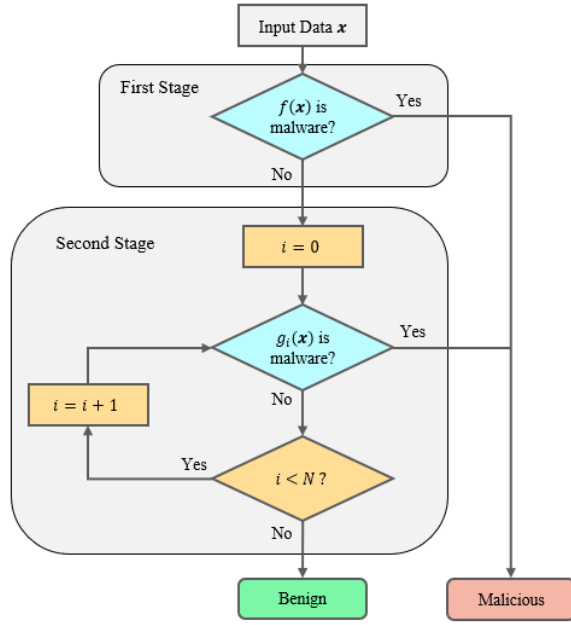 Input Data 𝒙
First Stage
𝑓(𝒙) is
malware?
Yes
No
Second Stage
𝑖 = 0
𝑔ᵢ(𝒙) is
malware?
Yes
𝑖 = 𝑖 + 1
No
Yes
𝑖 < 𝑁 ?
No
Benign
Malicious